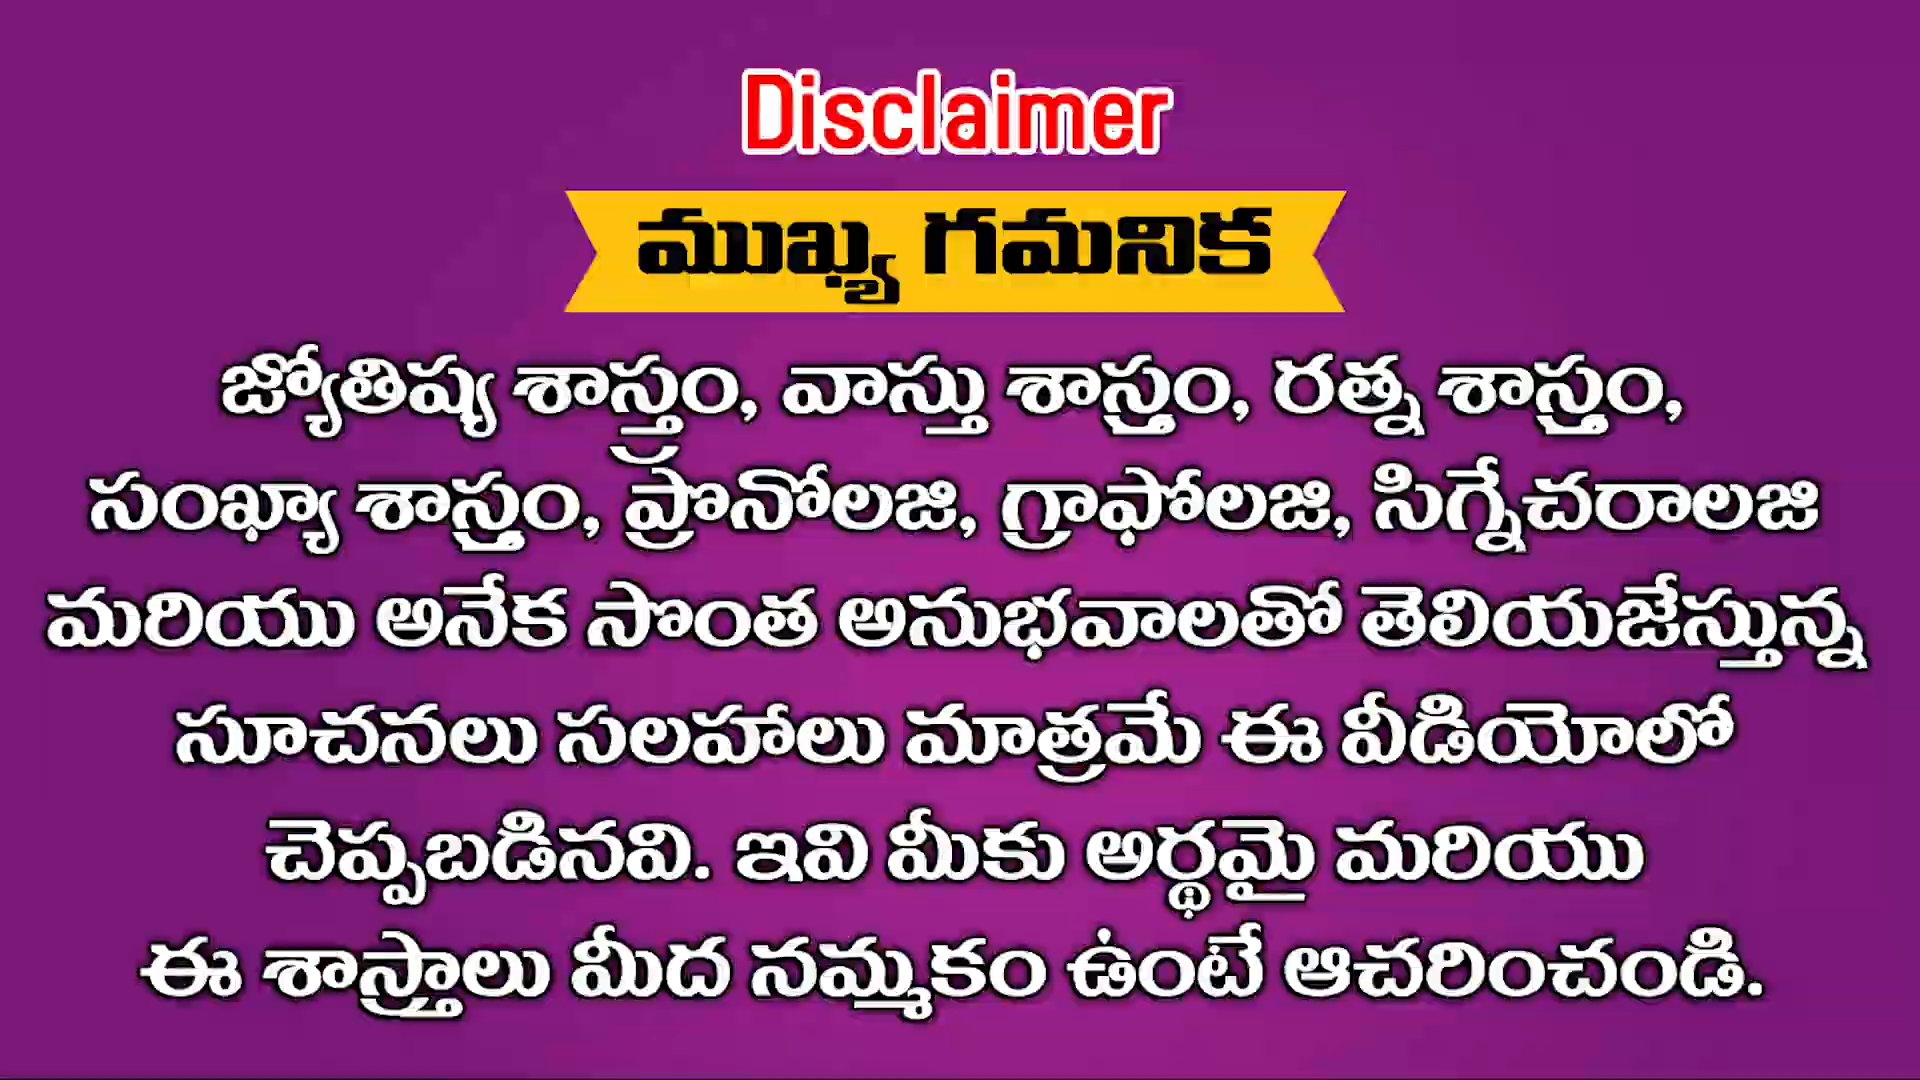 Disclaimer
ముఖ్య గమనిక
జ్యోతిష్య శాస్త్రం, వాస్తు శాస్త్రం, రత్న శాస్త్రం,
సంఖ్యా శాస్త్రం, ప్రొనోలజి, గ్రాఫోలజి, సిగ్నేచరాలజి
మరియు అనేక సొంత అనుభవాలతో తెలియజేస్తున్న
సూచనలు సలహాలు మాత్రమే ఈ వీడియోలో
చెప్పబడినవి. ఇవి మీకు అర్థమై మరియు
ఈ శాస్త్రాలు మీద నమ్మకం ఉంటే ఆచరించండి.